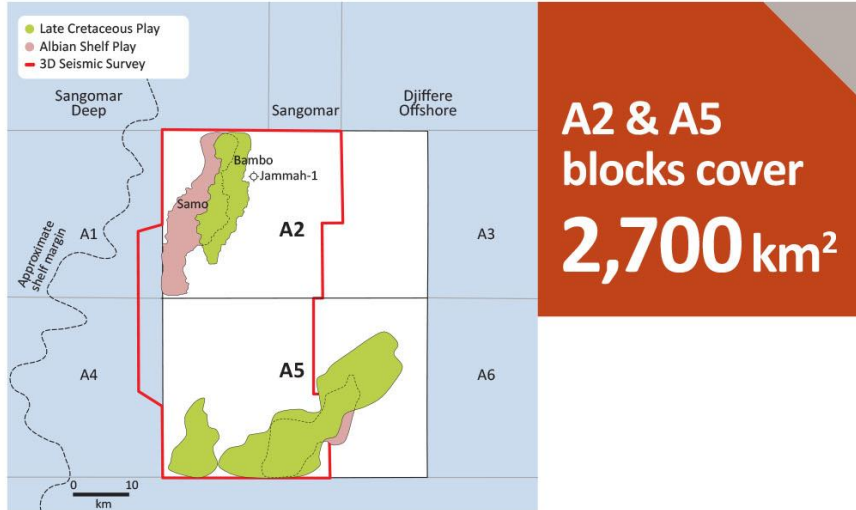 Late Cretaceous Play
Albian Shelf Play
3D Seismic Survey
Sangomar
Deep
Sangomar
Djiffere
Offshore
Bambo
Jammah-1
Samo
A1
A2
A3
Approximate
shelf margin
A4
A5
A6
0 10
km
A2 & A5
blocks cover
2,700 km²